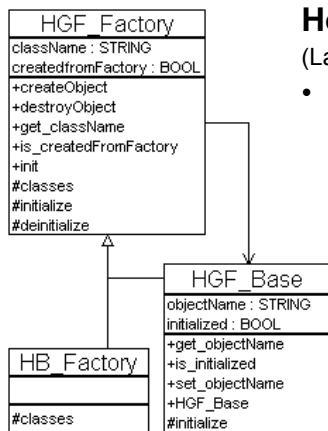 HGF_Factory
className : STRING
createdfromFactory : BOOL
+createObject
+destroyObject
+get_className
+is_createdFromFactory
+init
#classes
#initialize
#deinitialize
(La
•
HGF_Base
objectName : STRING
initialized : BOOL
+get_objectName
+is_initialized
+set_objectName
+HGF_Base
#initialize
HB_Factory
#classes